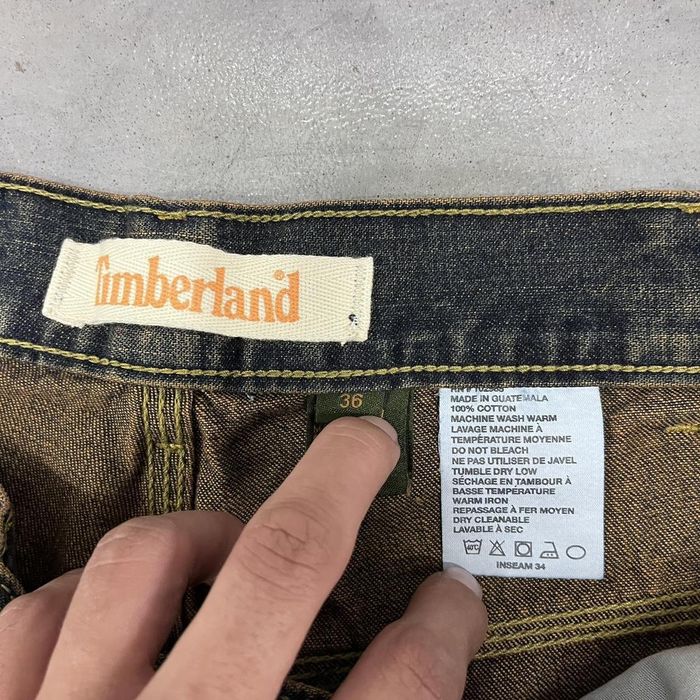 Timberland®
36
MADE IN GUATEMALA
100% COTTON
MACHINE WASH WARM
LAVAGE MACHINE À
TEMPÉRATURE MOYENNE
DO NOT BLEACH
NE PAS UTILISER DE JAVEL
TUMBLE DRY LOW
SÉCHAGE EN TAMBOUR À
BASSE TEMPÉRATURE
WARM IRON
REPASSAGE À FER MOYEN
DRY CLEANABLE
LAVABLE À SEC
40°C
INSEAM 34